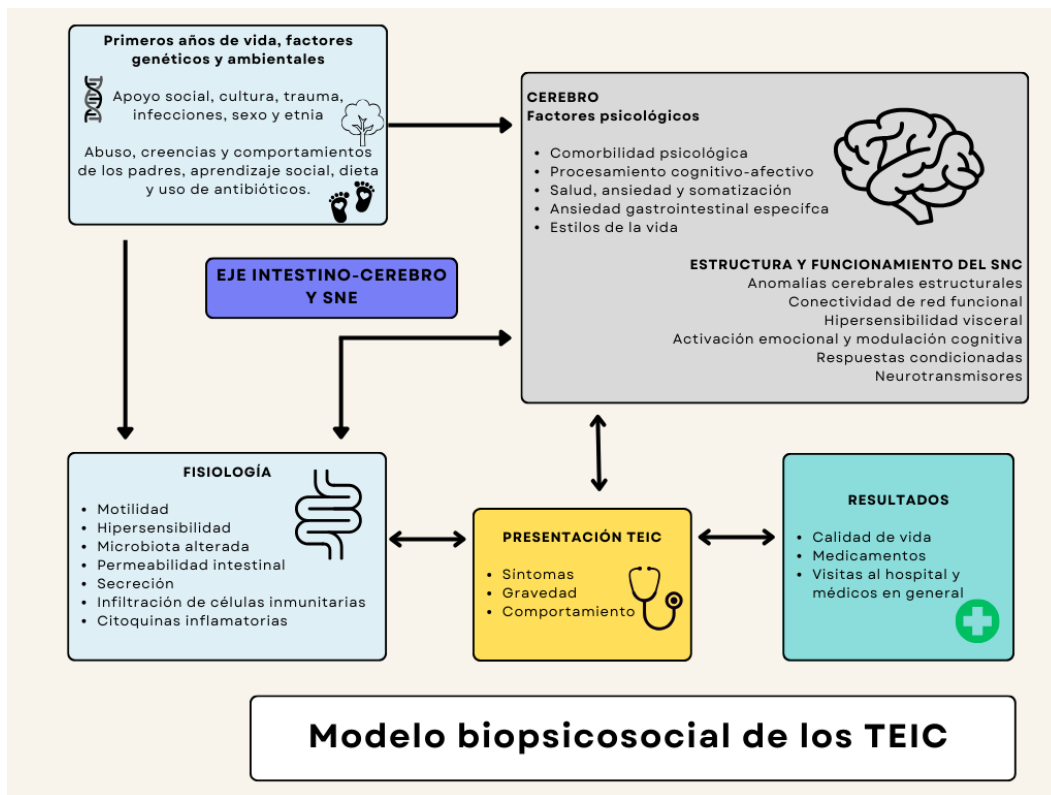 Primeros años de vida, factores
genéticos y ambientales
Apoyo social, cultura, trauma,
infecciones, sexo y etnia
Abuso, creencias y comportamientos
de los padres, aprendizaje social, dieta
y uso de antibióticos.
CEREBRO
Factores psicológicos
• Comorbilidad psicológica
• Procesamiento cognitivo-afectivo
• Salud, ansiedad y somatización
• Ansiedad gastrointestinal específca
• Estilos de la vida
ESTRUCTURA Y FUNCIONAMIENTO DEL SNC
Anomalías cerebrales estructurales
Conectividad de red funcional
Hipersensibilidad visceral
Activación emocional y modulación cognitiva
Respuestas condicionadas
Neurotransmisores
EJE INTESTINO-CEREBRO
Y SNE
FISIOLOGÍA
• Motilidad
• Hipersensibilidad
• Microbiota alterada
• Permeabilidad intestinal
• Secreción
• Infiltración de células inmunitarias
• Citoquinas inflamatorias
PRESENTACIÓN TEIC
• Síntomas
• Gravedad
• Comportamiento
RESULTADOS
• Calidad de vida
• Medicamentos
• Visitas al hospital y
médicos en general
Modelo biopsicosocial de los TEIC